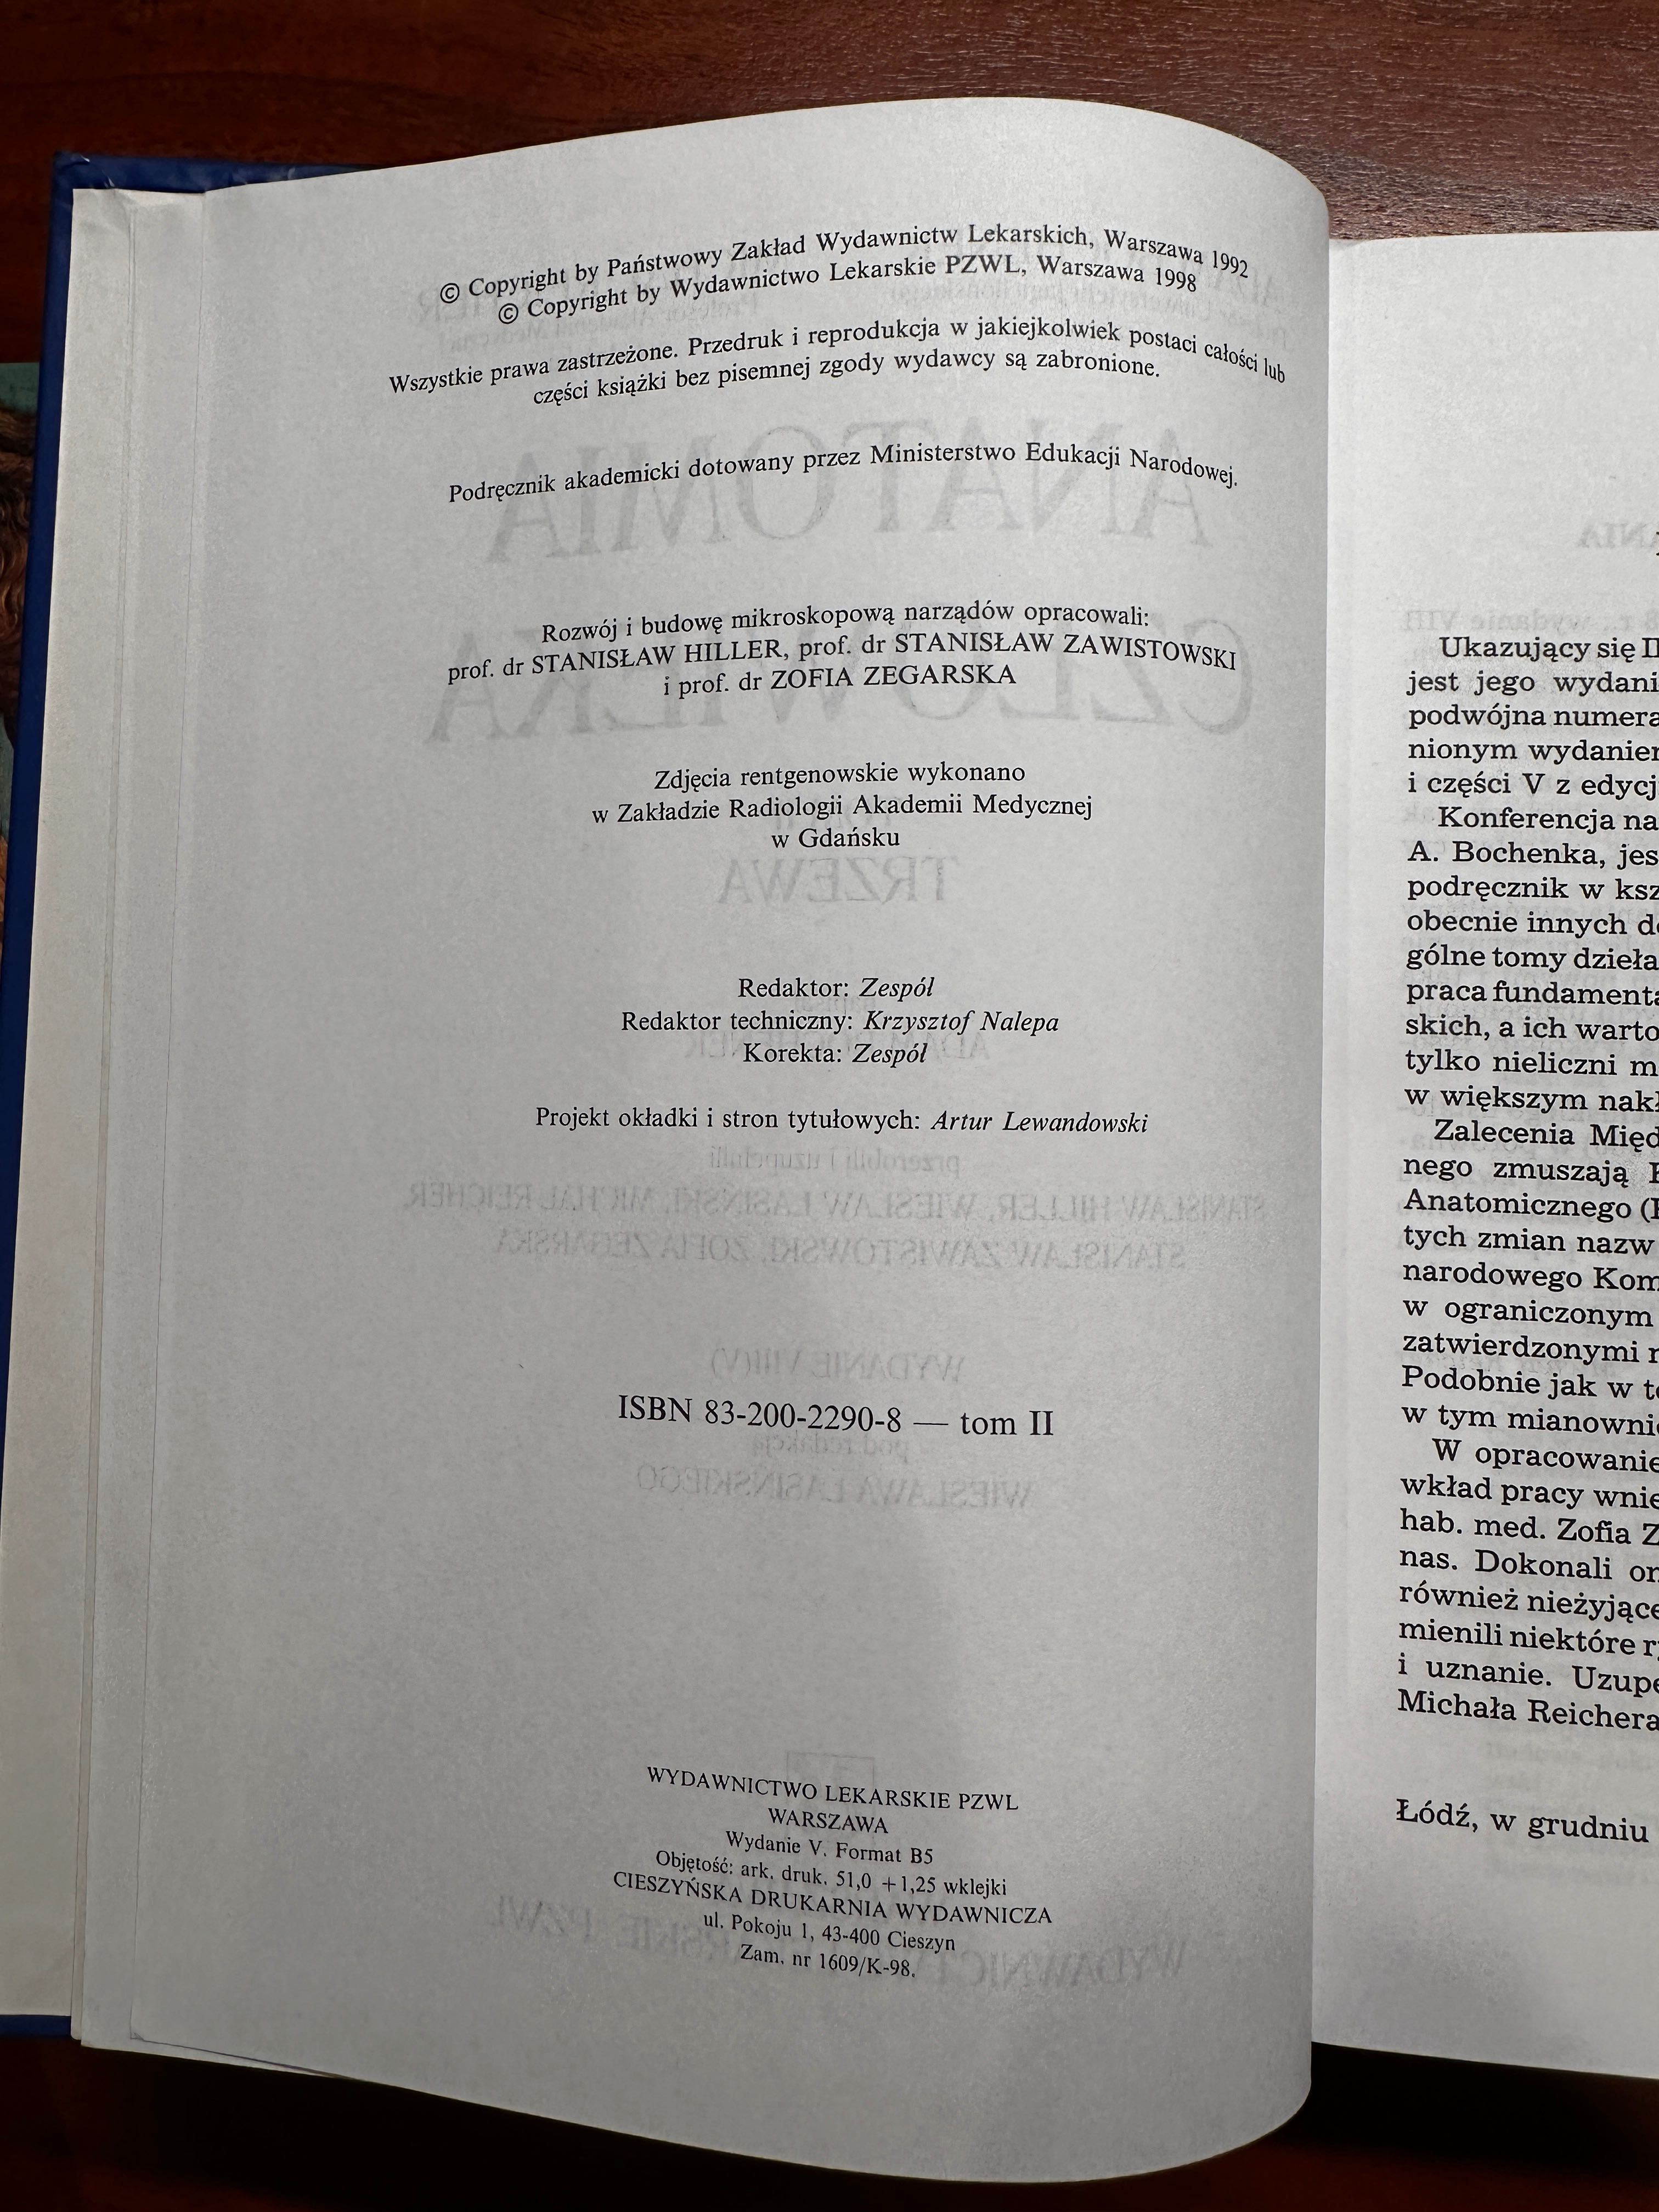 © Copyright by Państwowy Zakład Wydawnictw Lekarskich, Warszawa 1992
© Copyright by Wydawnictwo Lekarskie PZWL, Warszawa 1998
Wszystkie prawa zastrzeżone. Przedruk i reprodukcja w jakiejkolwiek postaci całości lub
części książki bez pisemnej zgody wydawcy są zabronione.
Podręcznik akademicki dotowany przez Ministerstwo Edukacji Narodowej.
Rozwój i budowę mikroskopową narządów opracowali:
prof. dr STANISŁAW HILLER, prof. dr STANISŁAW ZAWISTOWSKI
i prof. dr ZOFIA ZEGARSKA
Zdjęcia rentgenowskie wykonano
w Zakładzie Radiologii Akademii Medycznej
w Gdańsku
Redaktor: Zespół
Redaktor techniczny: Krzysztof Nalepa
Korekta: Zespół
Projekt okładki i stron tytułowych: Artur Lewandowski
ISBN 83-200-2290-8 — tom II
WYDAWNICTWO LEKARSKIE PZWL
WARSZAWA
Wydanie V. Format B5
Objętość: ark. druk. 51,0 +1,25 wklejki
CIESZYŃSKA DRUKARNIA WYDAWNICZA
ul. Pokoju 1, 43-400 Cieszyn
Zam. nr 1609/K-98.
Ukazujący się
jest jego wydani
podwójna numera
nionym wydanie
i części V z edycj
Konferencja na
A. Bochenka, jes
podręcznik w ksz
obecnie innych
gólne tomy dzieła
praca fundament
skich, a ich warto
tylko nieliczni m
w większym nak
Zalecenia Międ
nego zmuszają
Anatomicznego
tych zmian nazw
narodowego Kom
w ograniczonym
zatwierdzonymi
Podobnie jak w
w tym mianowni
W opracowanie
wkład pracy wnie
hab. med. Zofia Z
nas. Dokonali
również nieżyjące
mienili niektóre
i uznanie. Uzup
Michała Reichera
Łódź, w grudniu